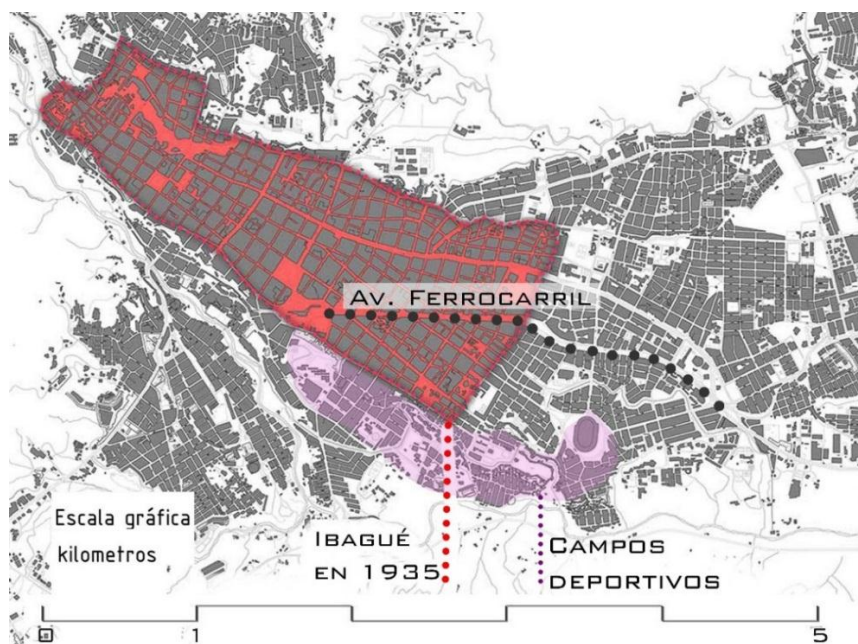 AV. FERROCARRIL
Escala gráfica
kilometros
IBAGUÉ
EN 1935
CAMPOS
DEPORTIVOS
0 1 5